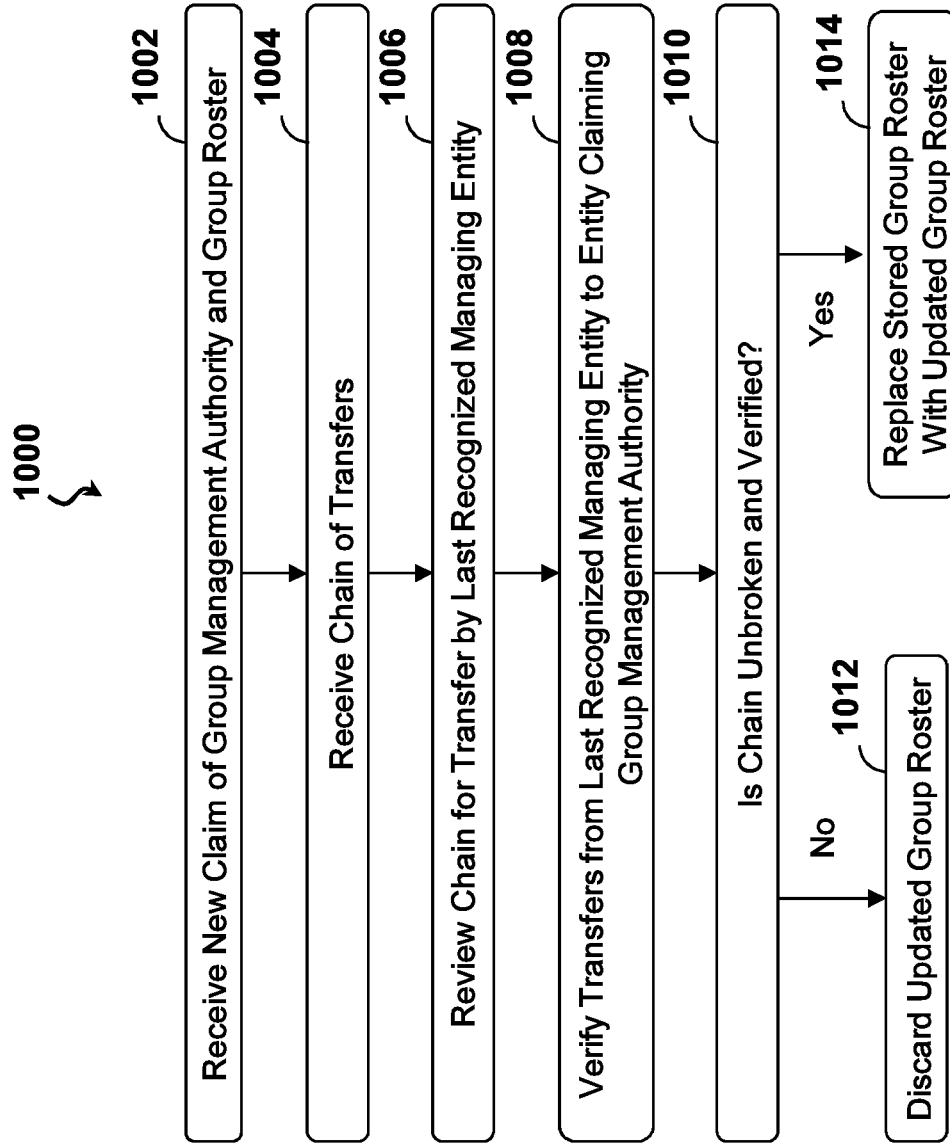 1000
1002
Receive New Claim of Group Management Authority and Group Roster
1004
Receive Chain of Transfers
1006
Review Chain for Transfer by Last Recognized Managing Entity
1008
Verify Transfers from Last Recognized Managing Entity to Entity Claiming
Group Management Authority
1010
Is Chain Unbroken and Verified?
No
Yes
1012
Discard Updated Group Roster
1014
Replace Stored Group Roster
With Updated Group Roster